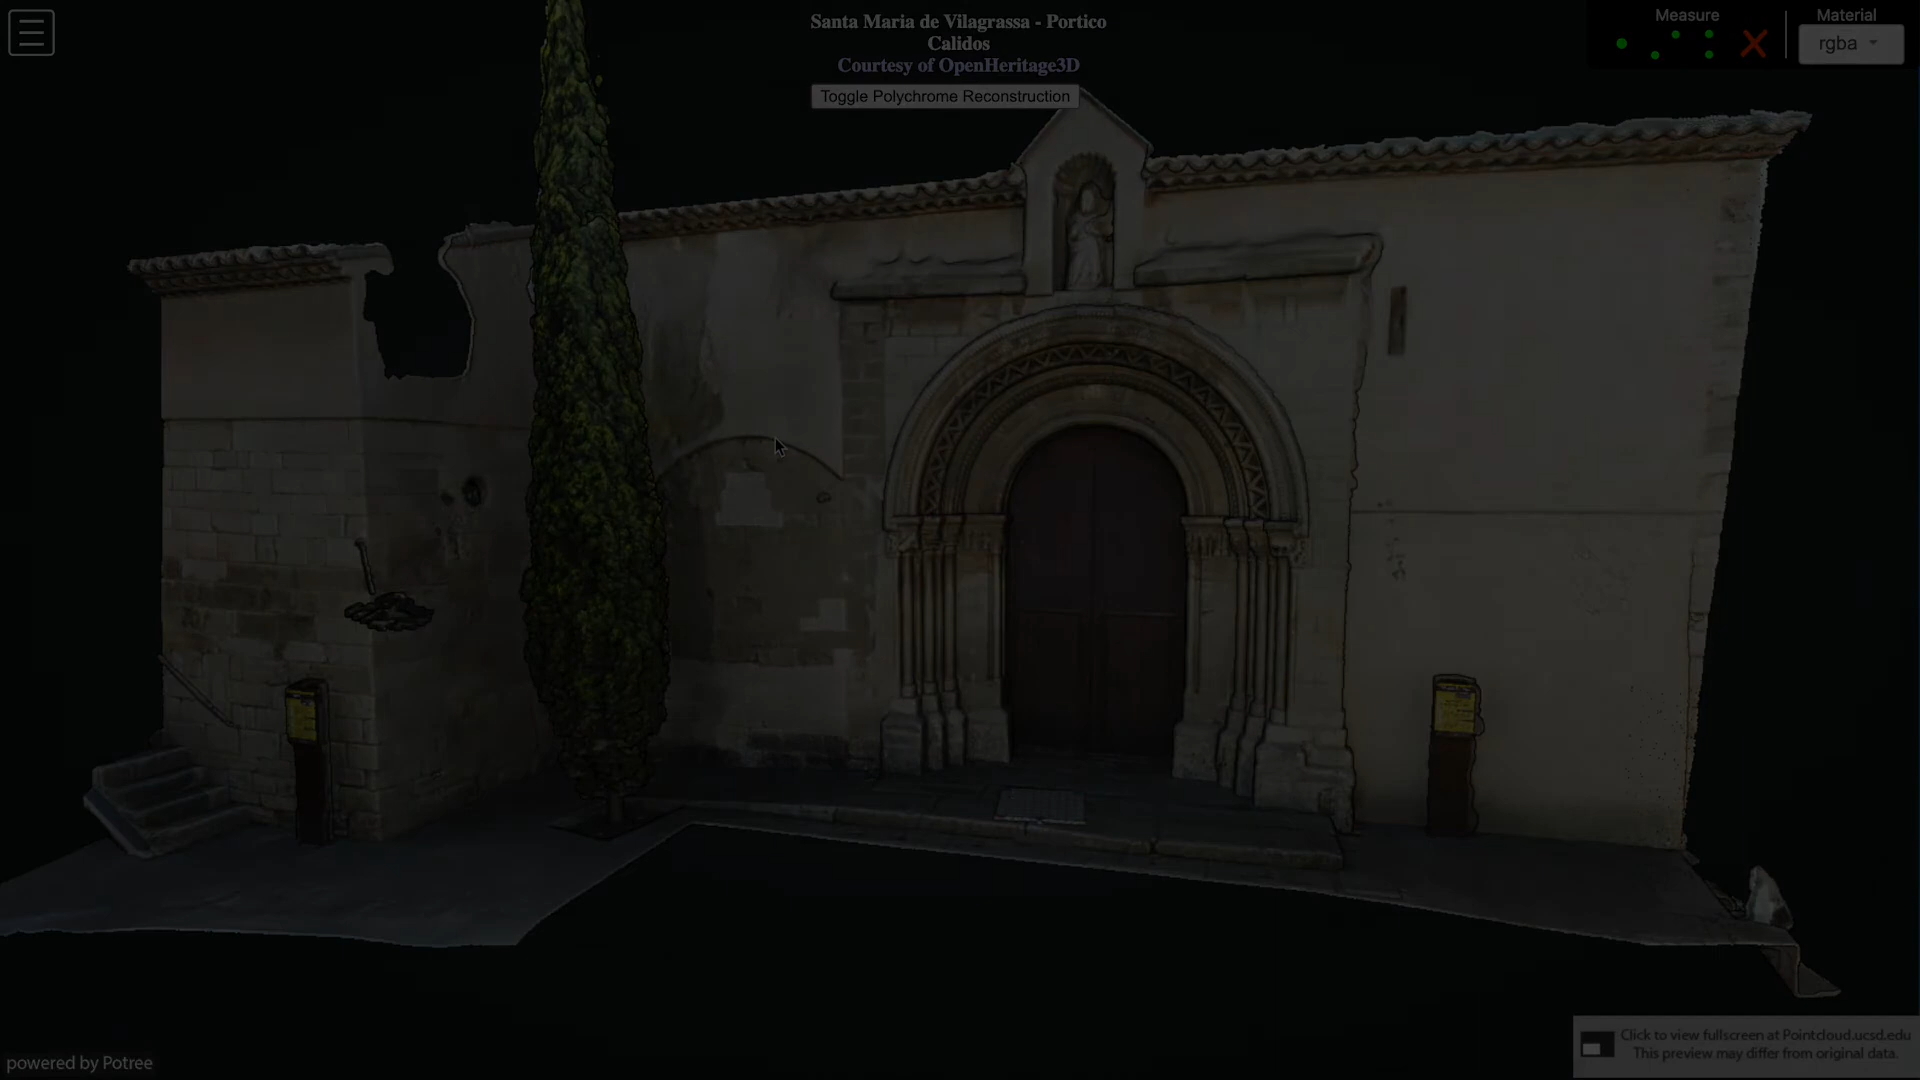 Santa Maria de Vilagrassa - Portico
Calidos
Courtesy of OpenHeritage3D
Toggle Polychrome Reconstruction
Measure
Material
rgba
powered by Potree
Click to view fullscreen at Pointcloud.ucsd.edu
This preview may differ from original data.